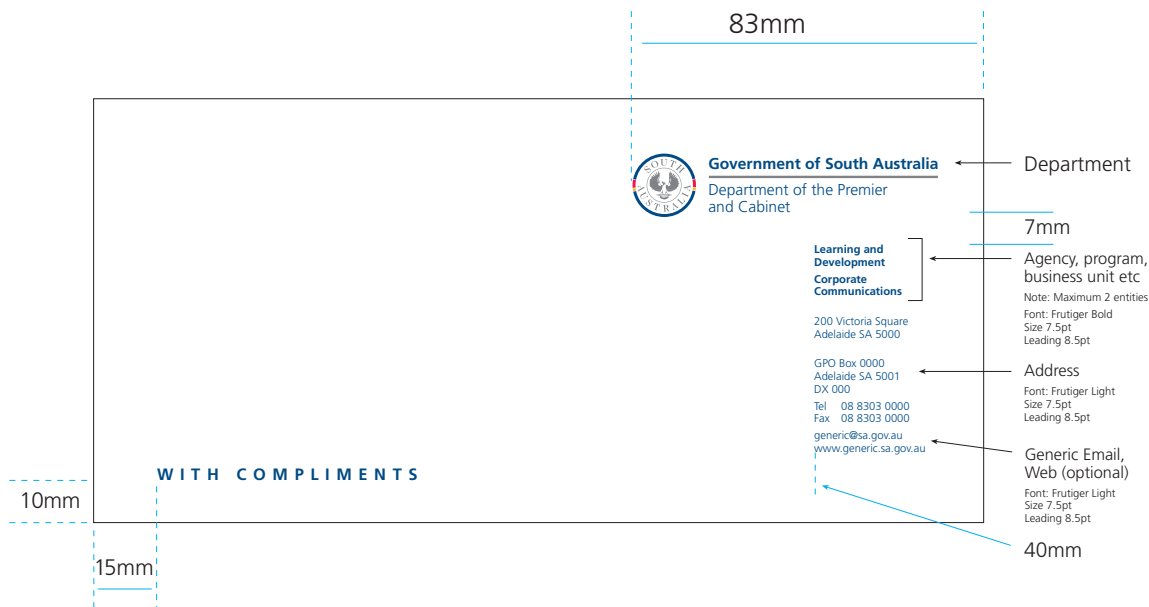 83mm
SOUTH
AUSTRALIA
Government of South Australia
Department of the Premier
and Cabinet
Department
7mm
Learning and
Development
Corporate
Communications
Agency, program,
business unit etc
Note: Maximum 2 entities
Font: Frutiger Bold
Size 7.5pt
Leading 8.5pt
200 Victoria Square
Adelaide SA 5000
GPO Box 0000
Adelaide SA 5001
DX 000
Tel 08 8303 0000
Fax 08 8303 0000
Address
Font: Frutiger Light
Size 7.5pt
Leading 8.5pt
generic@sa.gov.au
www.generic.sa.gov.au
Generic Email,
Web (optional)
Font: Frutiger Light
Size 7.5pt
Leading 8.5pt
WITH COMPLIMENTS
10mm
40mm
15mm